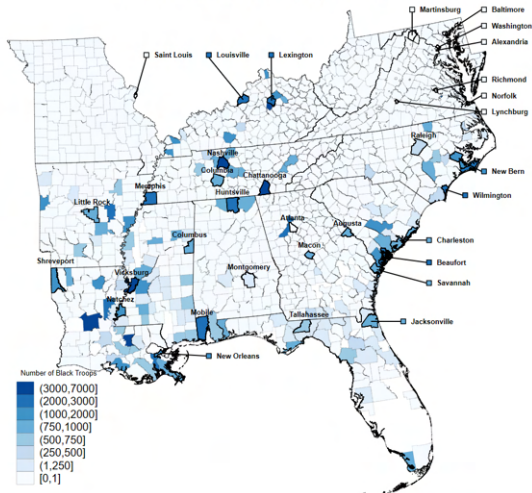 Martinsburg
Baltimore
Washington
Alexandria
Saint Louis
Louisville
Lexington
Richmond
Norfolk
Lynchburg
Nashville
Raleigh
Columbia
Chattanooga
New Bern
Memphis
Huntsville
Wilmington
Little Rock
Atlanta
Augusta
Columbus
Charleston
Macon
Shreveport
Beaufort
Vicksburg
Montgomery
Savannah
Natchez
Mobile
Tallahassee
Jacksonville
New Orleans
Number of Black Troops
(3000,7000]
(2000,3000]
(1000,2000]
(750,1000]
(500,750]
(250,500]
(1,250]
[0,1]